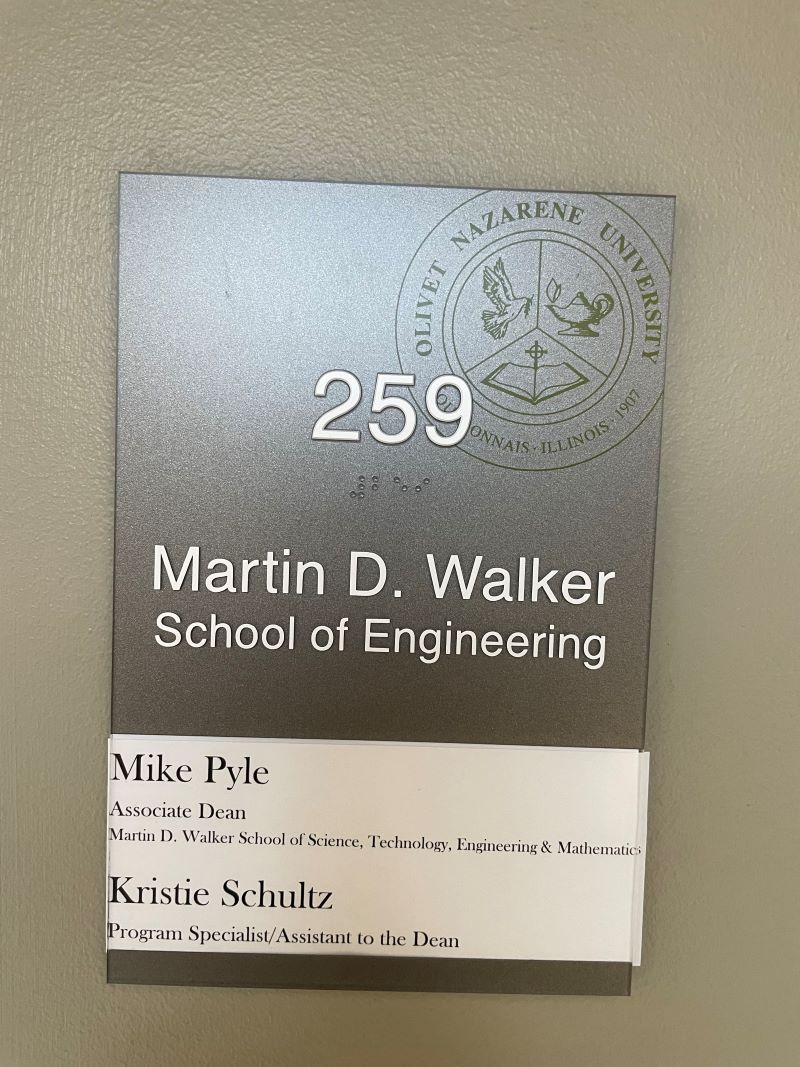 OLIVET NAZARENE UNIVERSITY
ILLINOIS · 1907
259
Martin D. Walker
School of Engineering
Mike Pyle
Associate Dean
Martin D. Walker School of Science, Technology, Engineering & Mathematics
Kristie Schultz
Program Specialist/Assistant to the Dean